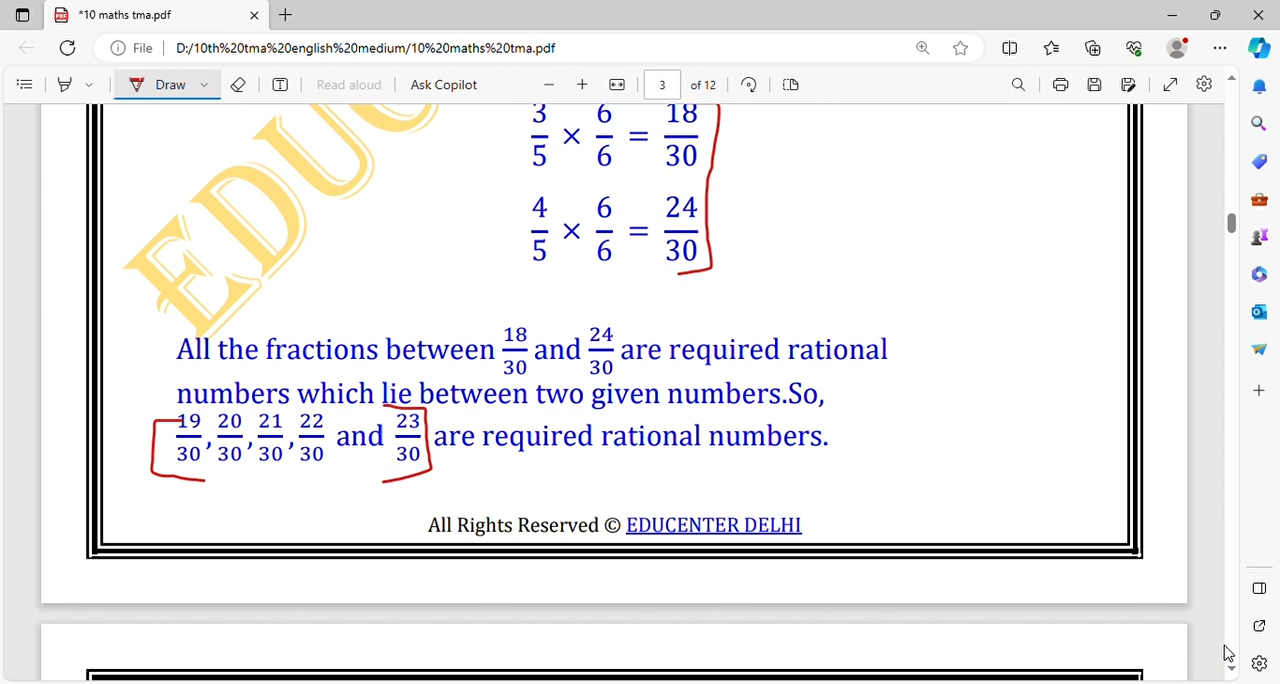 *10 maths tma.pdf
File D:/10th%20tma%20english%20medium/10%20maths%20tma.pdf
Draw Read aloud Ask Copilot 3 of 12
EDUC
3/5 × 6/6 = 18/30
4/5 × 6/6 = 24/30
All the fractions between 18/30 and 24/30 are required rational
numbers which lie between two given numbers.So,
19/30, 20/30, 21/30, 22/30 and 23/30 are required rational numbers.
All Rights Reserved © EDUCENTER DELHI